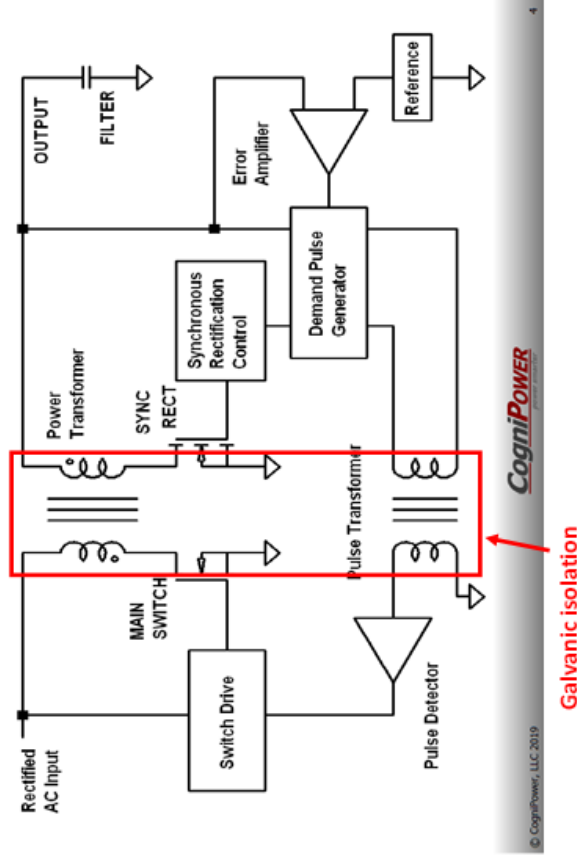 Rectified
AC Input
MAIN
SWITCH
Power
Transformer
SYNC
RECT
OUTPUT
FILTER
Switch Drive
Synchronous
Rectification
Control
Error
Amplifier
Demand Pulse
Generator
Pulse Detector
Pulse Transformer
Reference
© CogniPower, LLC 2019
CogniPOWER
4
Galvanic isolation